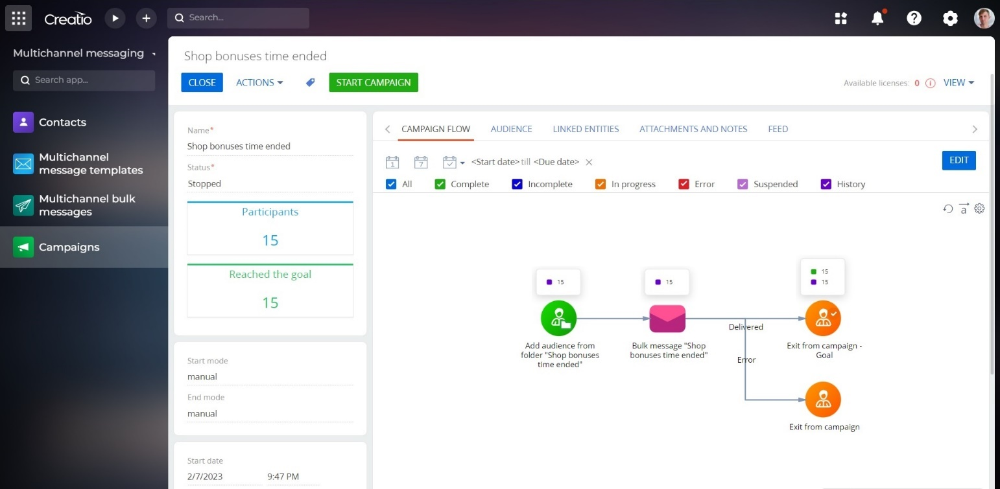 Creatio
Search...
Multichannel messaging
Search app...
Contacts
Multichannel
message templates
Multichannel bulk
messages
Campaigns
Shop bonuses time ended
CLOSE ACTIONS START CAMPAIGN
Available licenses: 0 VIEW
Name*
Shop bonuses time ended
Status*
Stopped
Participants
15
Reached the goal
15
Start mode
manual
End mode
manual
Start date
2/7/2023 9:47 PM
CAMPAIGN FLOW AUDIENCE LINKED ENTITIES ATTACHMENTS AND NOTES FEED
1 7 <Start date> till <Due date>
EDIT
All Complete Incomplete In progress Error Suspended History
a
15
15
15
15
Delivered
Error
Add audience from
folder "Shop bonuses
time ended"
Bulk message "Shop
bonuses time ended"
Exit from campaign -
Goal
Exit from campaign